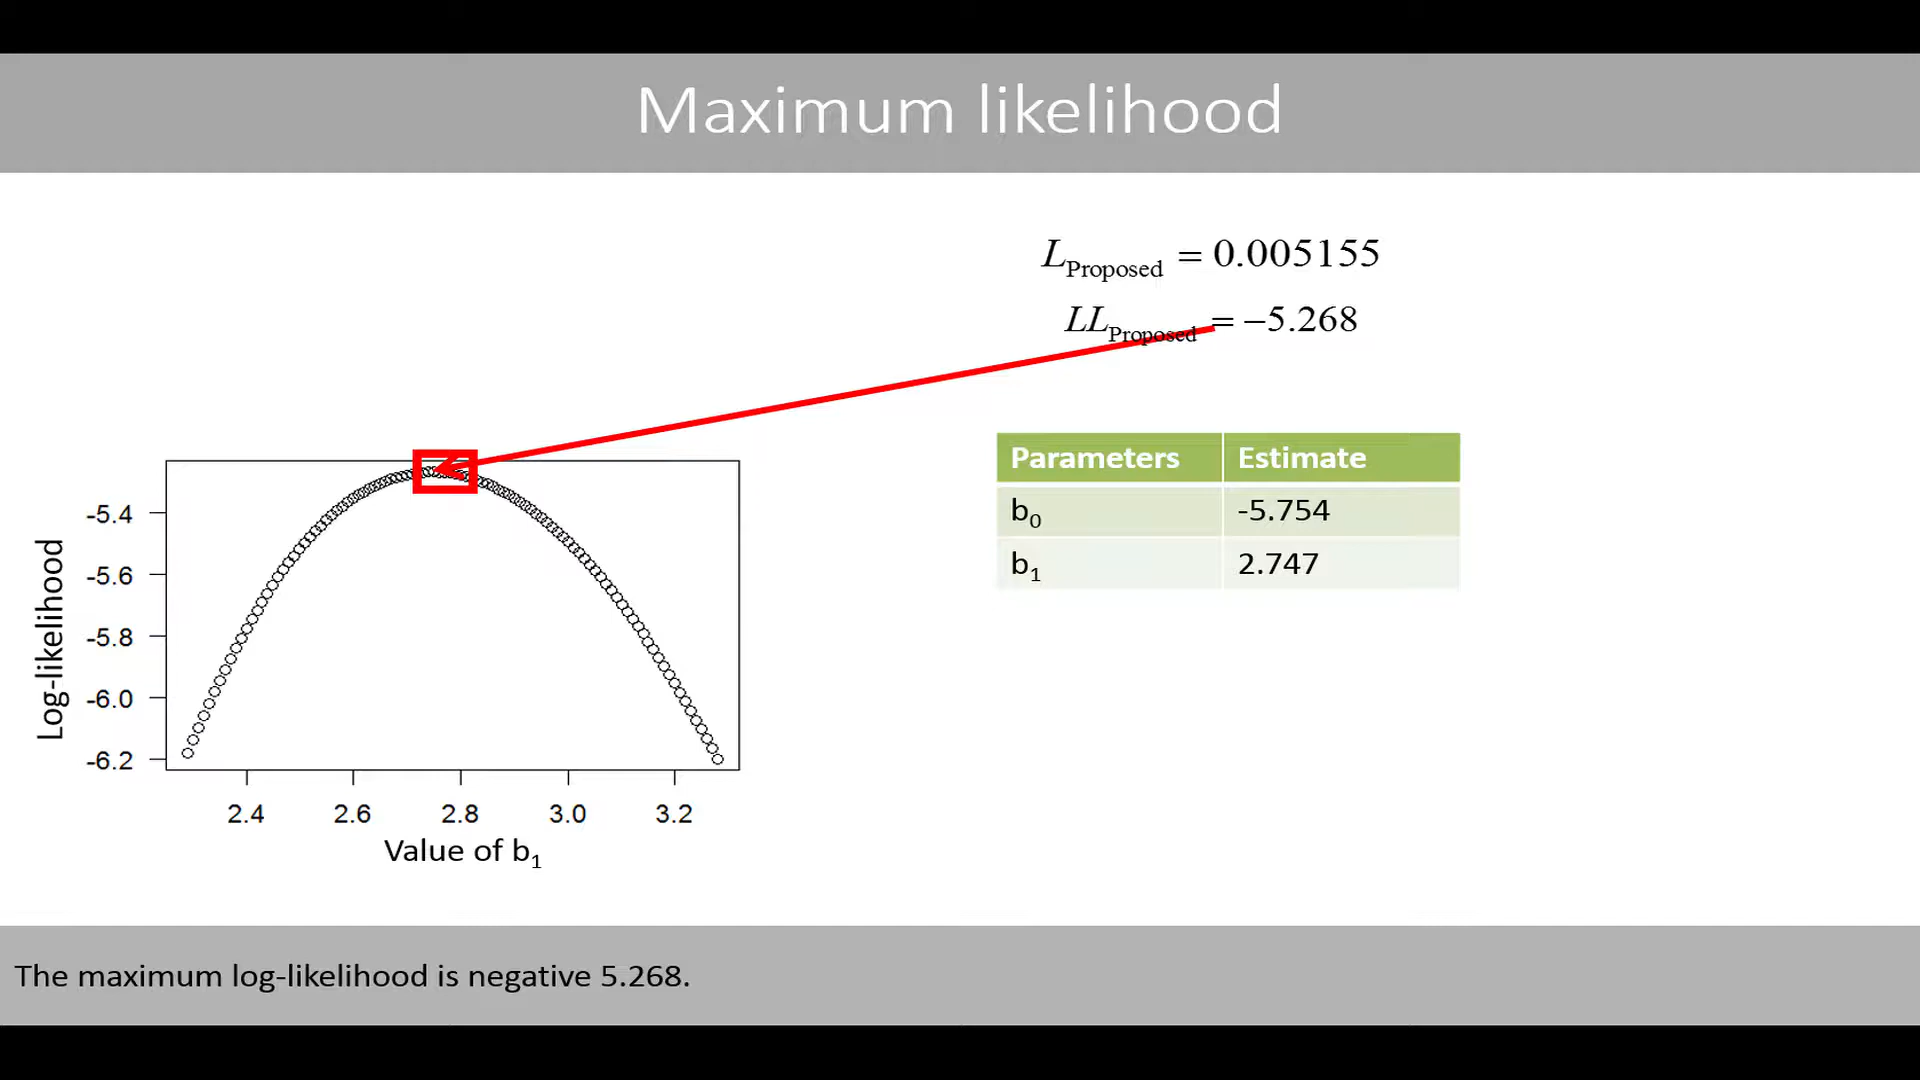 Maximum likelihood
L_Proposed = 0.005155
LL_Proposed = −5.268
Parameters Estimate
b₀ -5.754
b₁ 2.747
Log-likelihood
-5.4
-5.6
-5.8
-6.0
-6.2
2.4 2.6 2.8 3.0 3.2
Value of b₁
The maximum log-likelihood is negative 5.268.